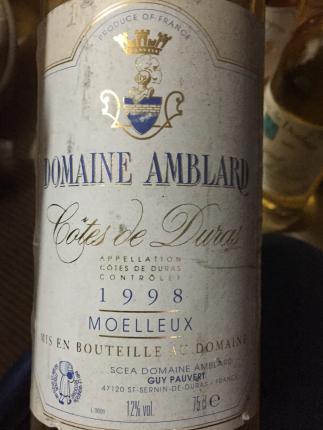 PRODUCE OF FRANCE
DOMAINE AMBLARD
Côtes de Duras
APPELLATION
CÔTES DE DURAS
CONTRÔLÉE
1998
MOELLEUX
MIS EN BOUTEILLE AU DOMAINE
SCEA DOMAINE AMBLARD
GUY PAUVERT
47120 ST-SERNIN-DE-DURAS / FRANCE
12% vol. 75 cl e